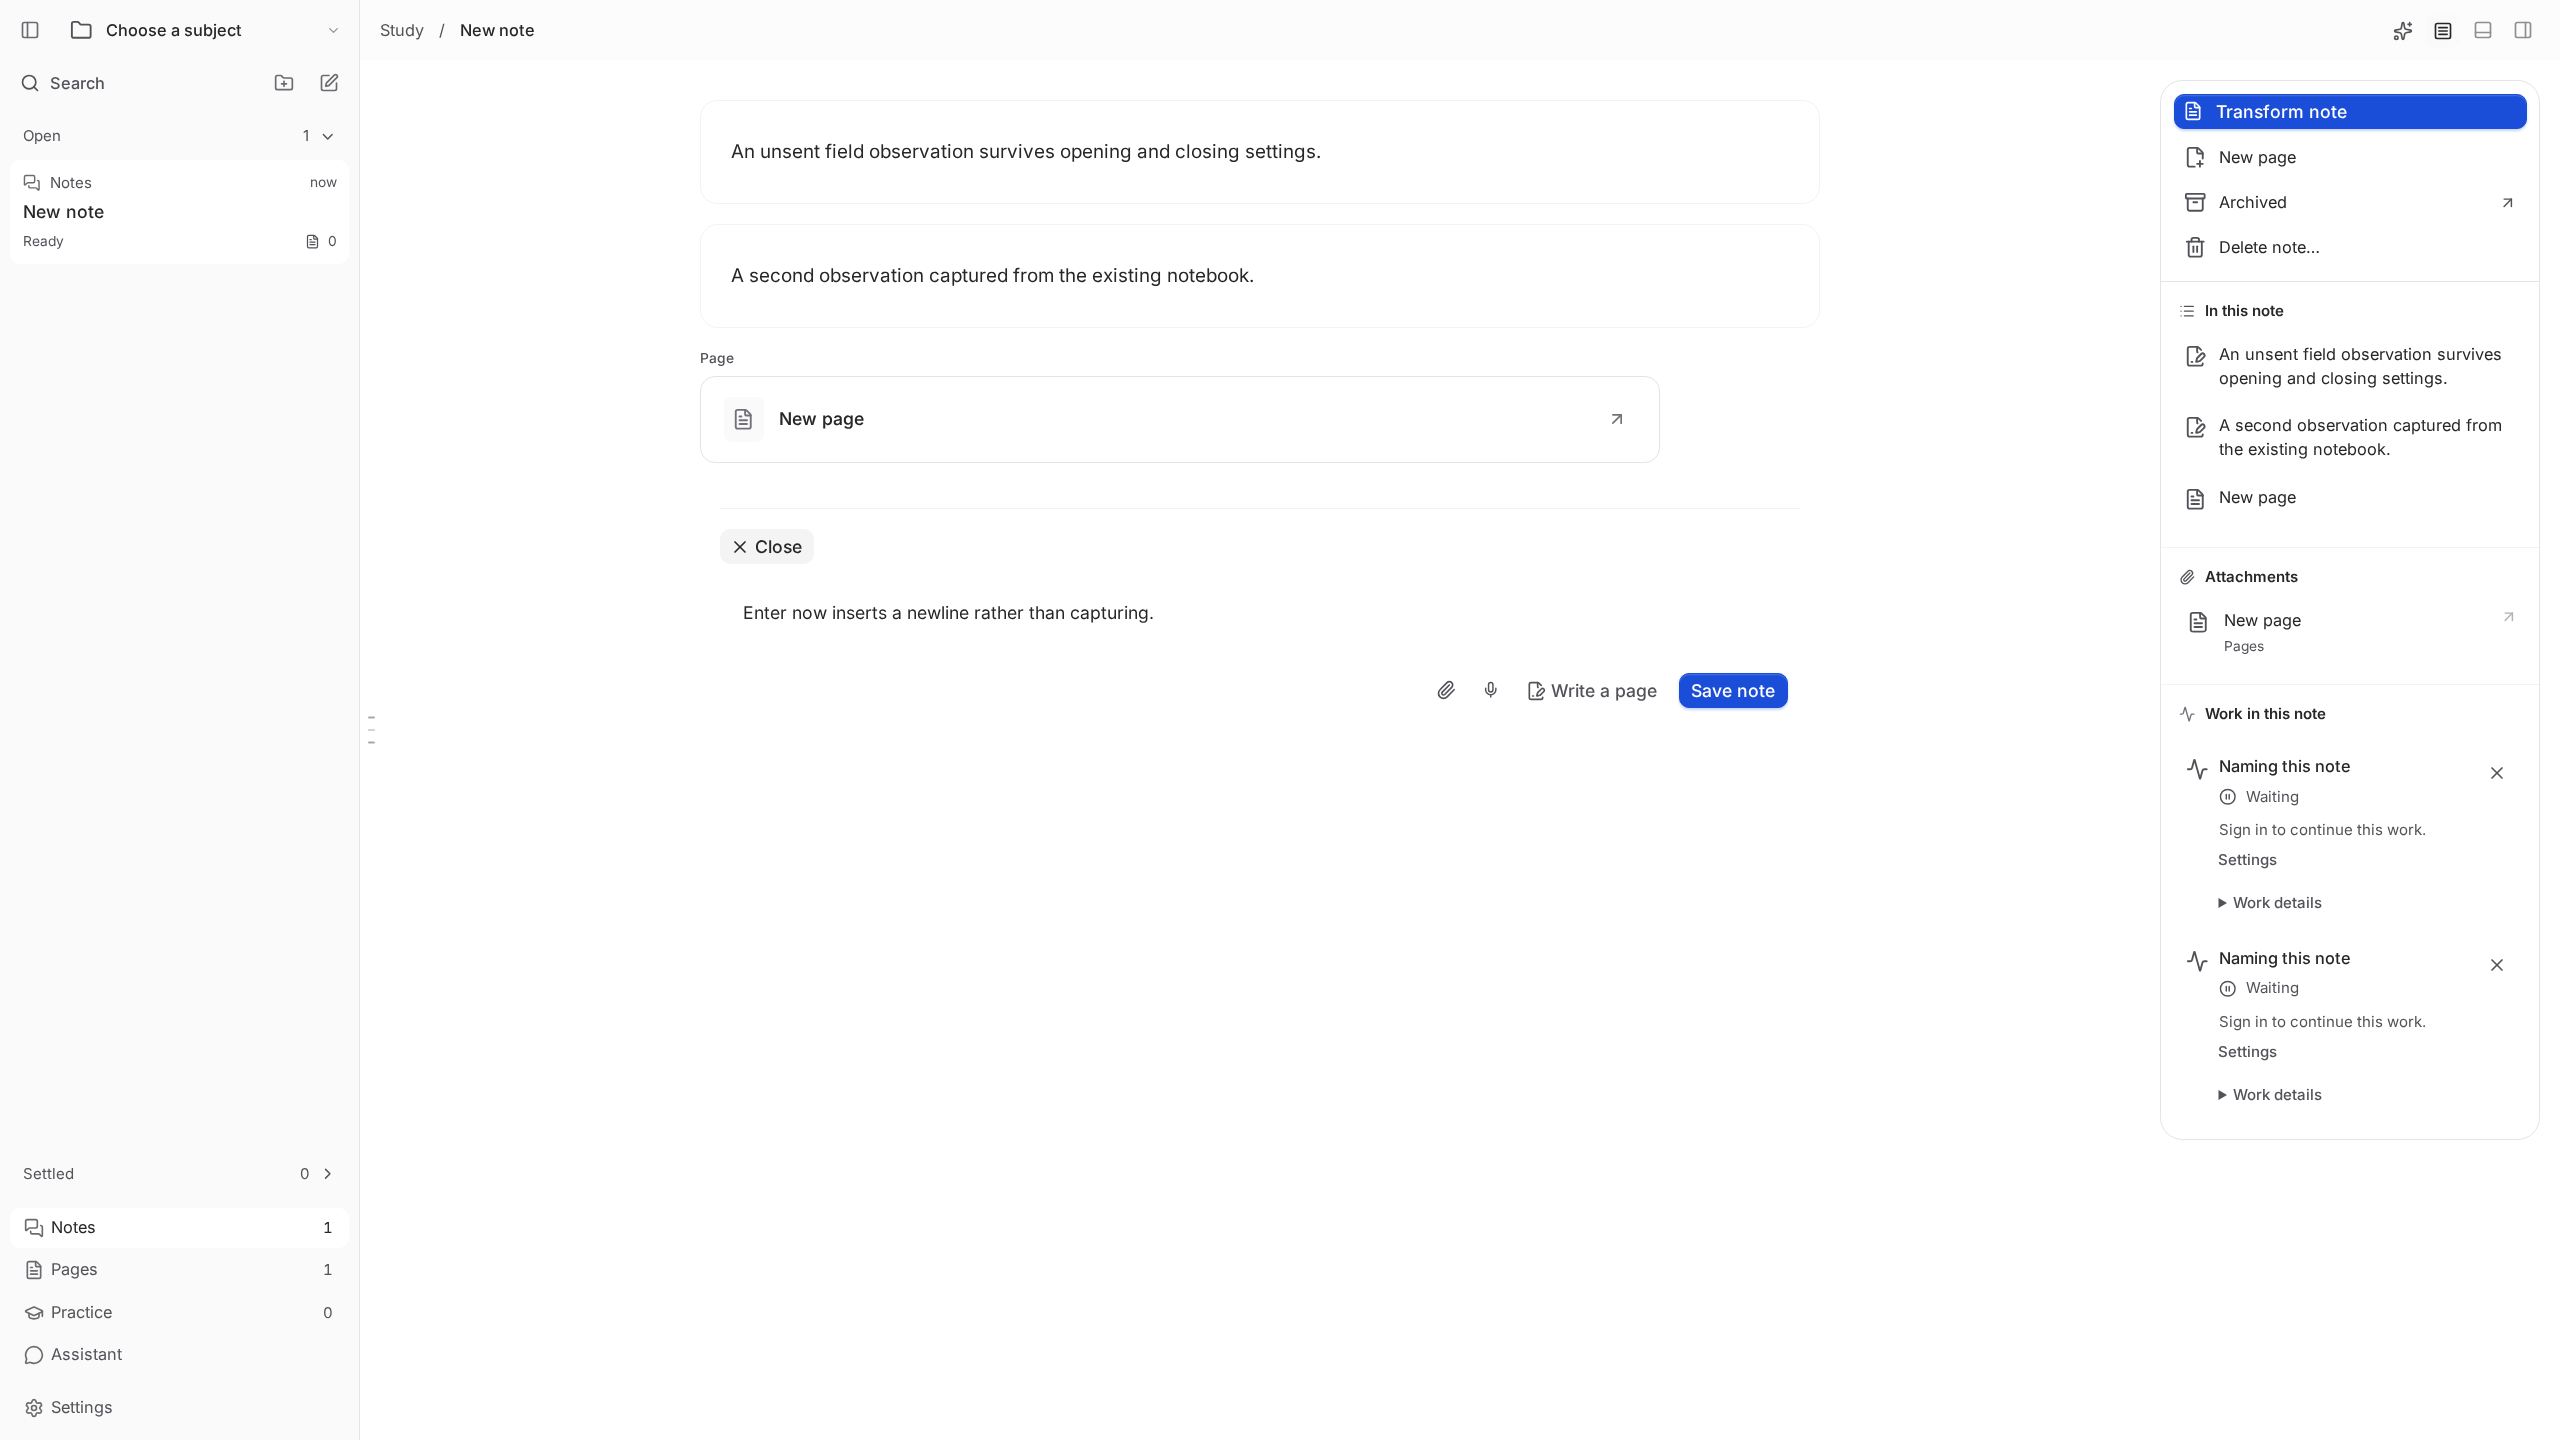 Choose a subject
Search
Open 1
Notes now
New note
Ready 0
Settled 0
Notes 1
Pages 1
Practice 0
Assistant
Settings
Study / New note
An unsent field observation survives opening and closing settings.
A second observation captured from the existing notebook.
Page
New page
Close
Enter now inserts a newline rather than capturing.
Write a page
Save note
Transform note
New page
Archived
Delete note...
In this note
An unsent field observation survives
opening and closing settings.
A second observation captured from
the existing notebook.
New page
Attachments
New page
Pages
Work in this note
Naming this note
Waiting
Sign in to continue this work.
Settings
Work details
Naming this note
Waiting
Sign in to continue this work.
Settings
Work details